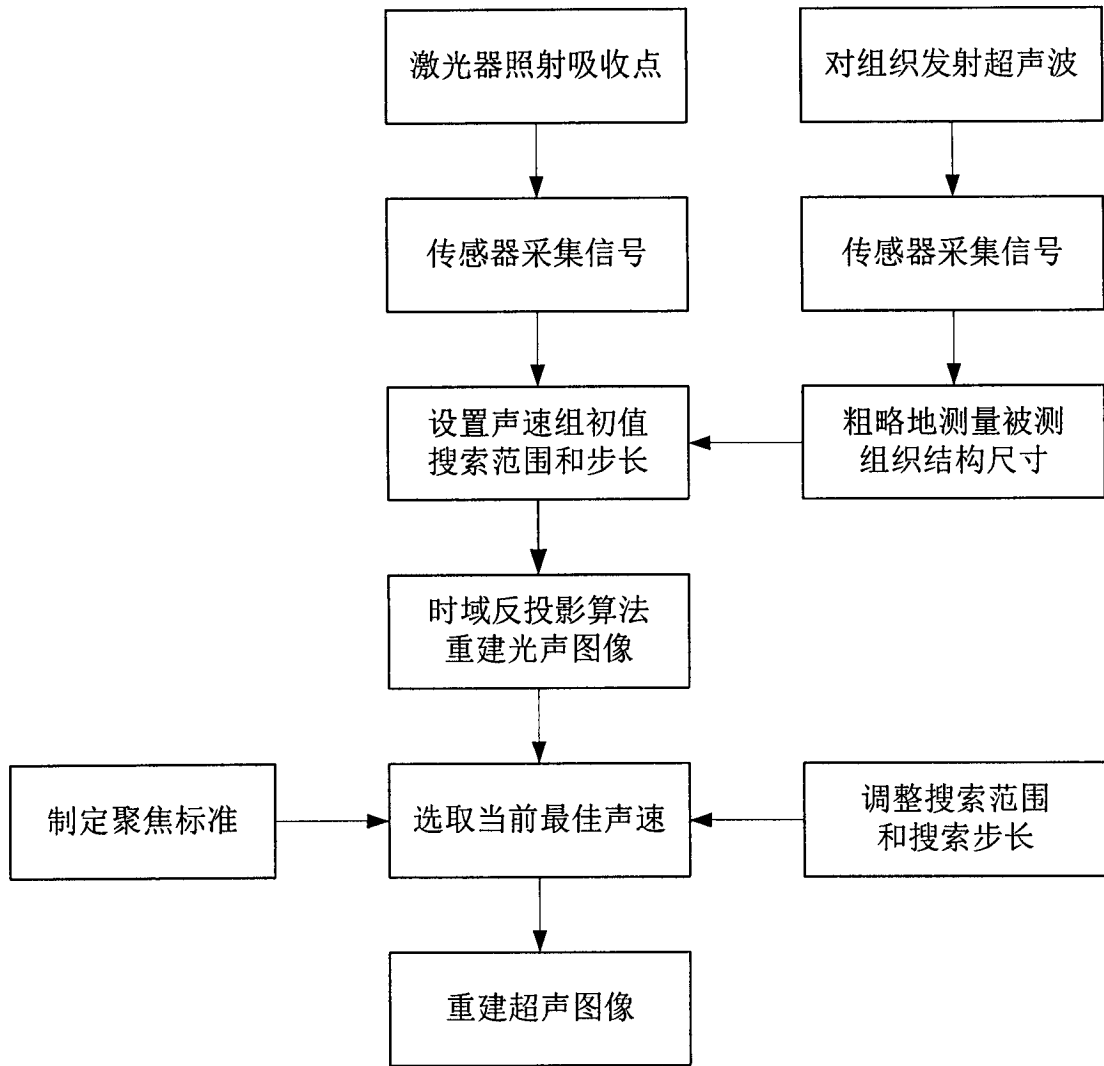 激光器照射吸收点
对组织发射超声波
传感器采集信号
传感器采集信号
设置声速组初值
搜索范围和步长
粗略地测量被测
组织结构尺寸
时域反投影算法
重建光声图像
制定聚焦标准
选取当前最佳声速
调整搜索范围
和搜索步长
重建超声图像